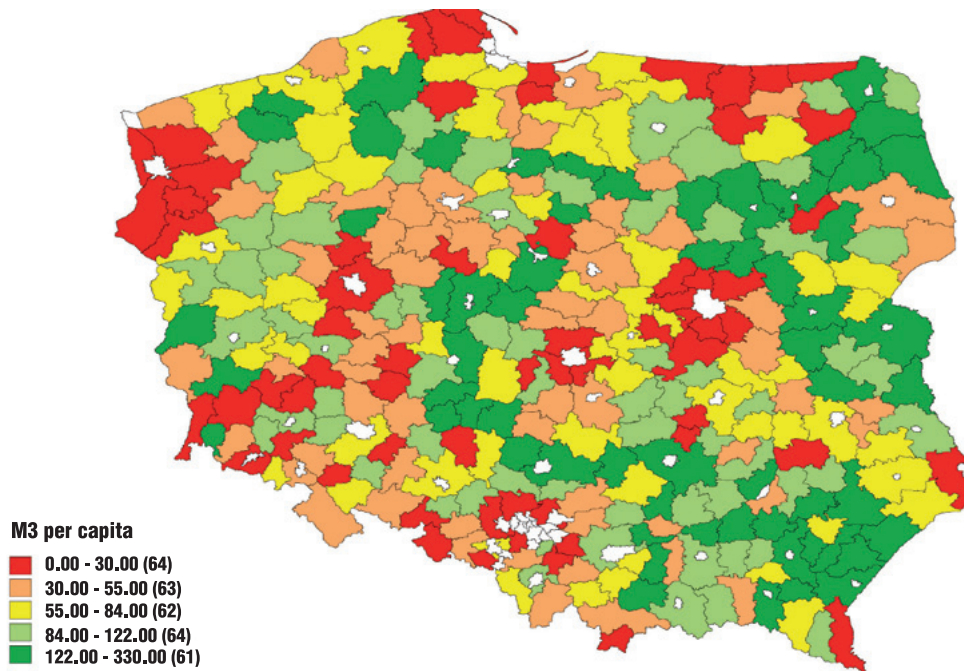 M3 per capita
0.00 - 30.00 (64)
30.00 - 55.00 (63)
55.00 - 84.00 (62)
84.00 - 122.00 (64)
122.00 - 330.00 (61)